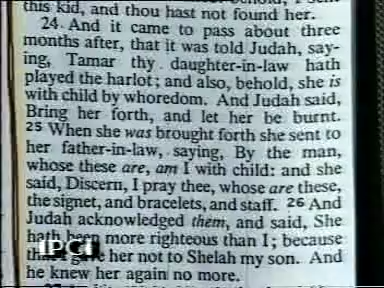 this kid, and thou hast not found her.
24. And it came to pass about three
months after, that it was told Judah, say-
ing, Tamar thy daughter-in-law hath
played the harlot; and also, behold, she is
with child by whoredom. And Judah said,
Bring her forth, and let her be burnt.
25 When she was brought forth she sent to
her father-in-law, saying, By the man,
whose these are, am I with child: and she
said, Discern, I pray thee, whose are these,
the signet, and bracelets, and staff. 26 And
Judah acknowledged them, and said, She
hath been more righteous than I; because
that I gave her not to Shelah my son. And
he knew her again no more.
IPCI